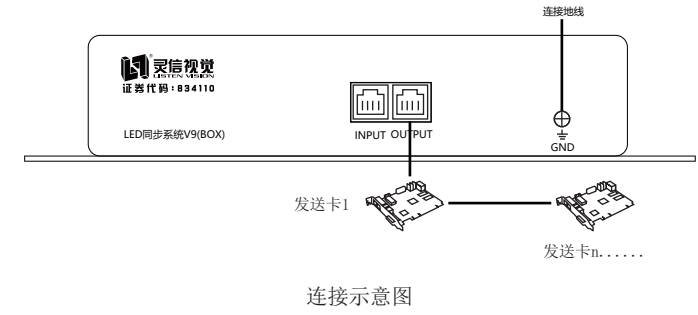 连接地线
灵信视觉
LISTEN VISION
证券代码:834110
LED同步系统V9(BOX)
INPUT OUTPUT
GND
发送卡1
发送卡n......
连接示意图